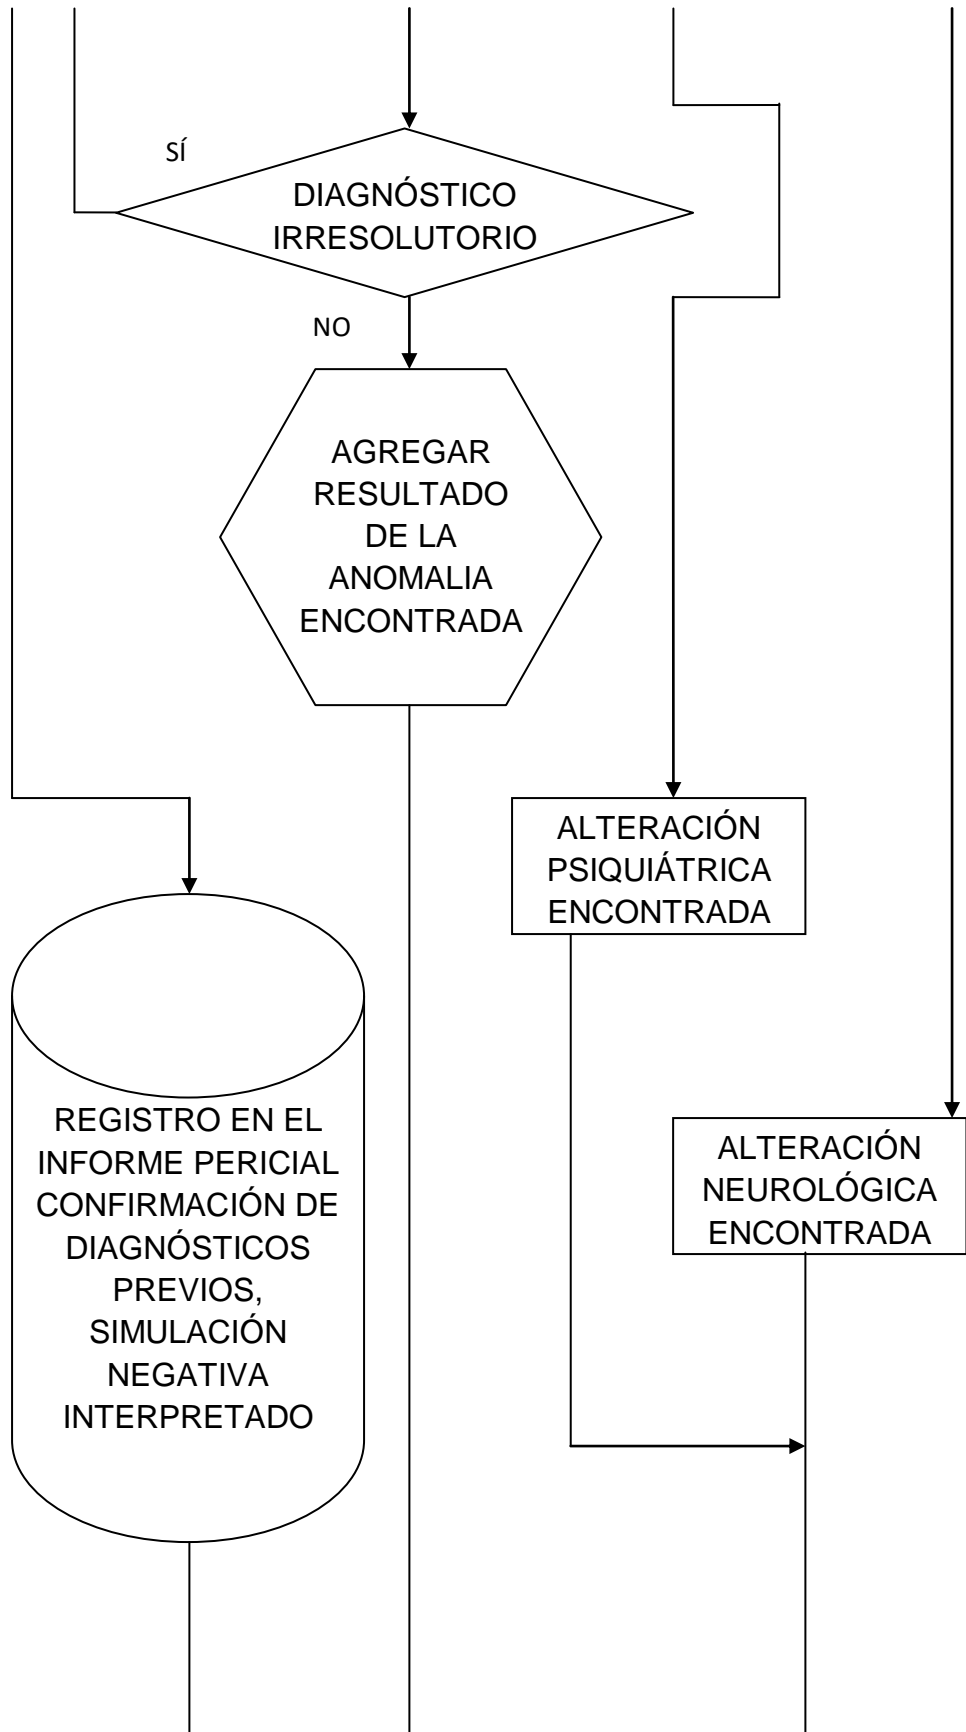 SÍ
DIAGNÓSTICO
IRRESOLUTORIO
NO
AGREGAR
RESULTADO
DE LA
ANOMALIA
ENCONTRADA
ALTERACIÓN
PSIQUIÁTRICA
ENCONTRADA
REGISTRO EN EL
INFORME PERICIAL
CONFIRMACIÓN DE
DIAGNÓSTICOS
PREVIOS,
SIMULACIÓN
NEGATIVA
INTERPRETADO
ALTERACIÓN
NEUROLÓGICA
ENCONTRADA